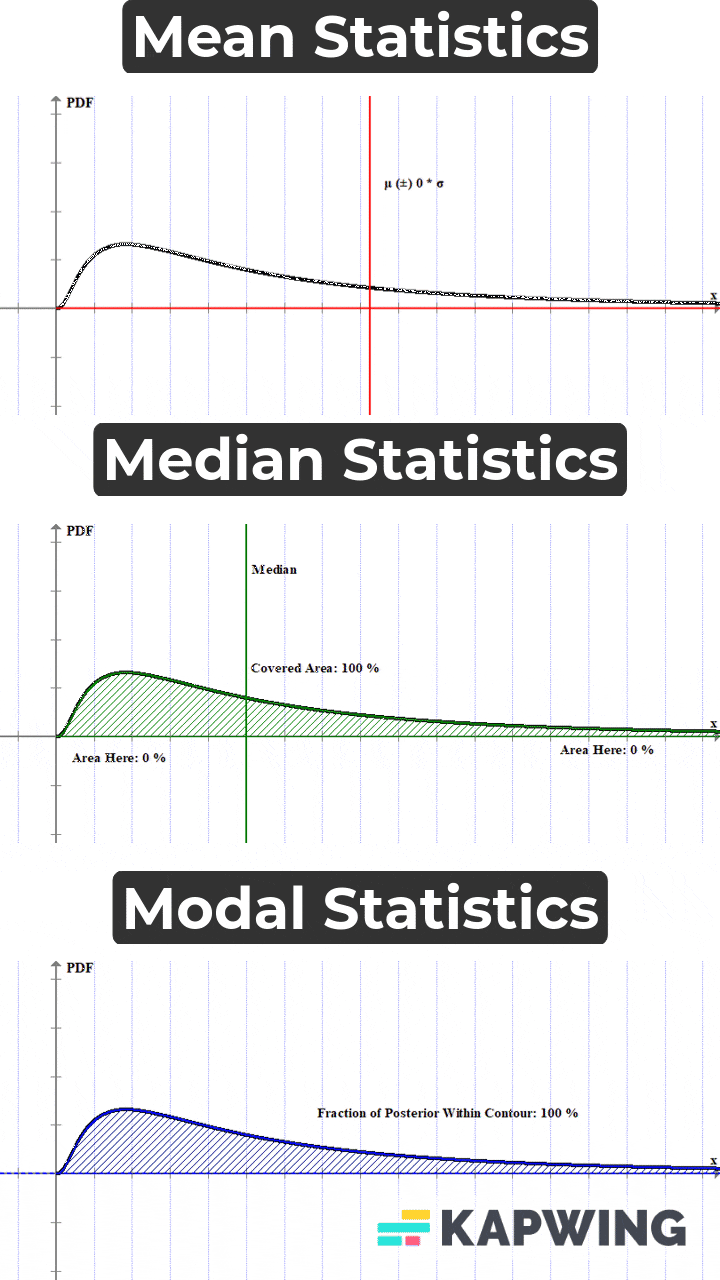 Mean Statistics
PDF
μ (±) 0 * σ
x
Median Statistics
PDF
Median
Covered Area: 100 %
x
Area Here: 0 %
Area Here: 0 %
Modal Statistics
PDF
Fraction of Posterior Within Contour: 100 %
x
KAPWING